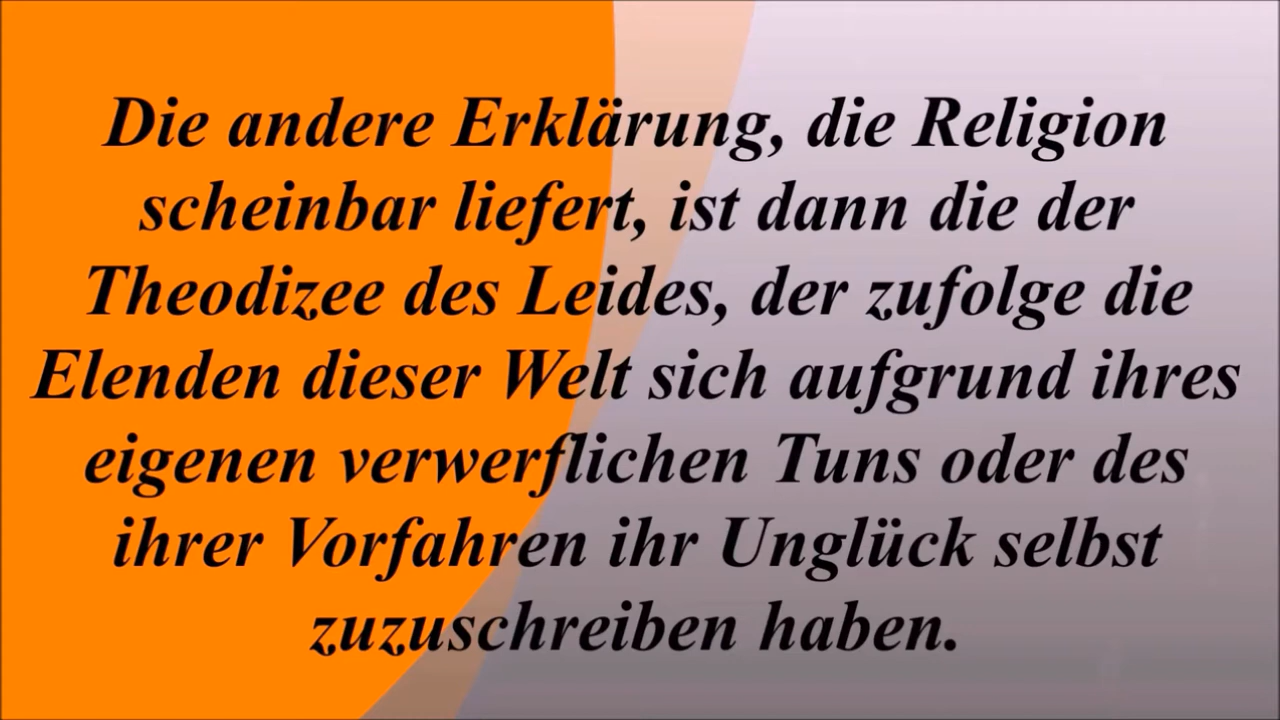 Die andere Erklärung, die Religion
scheinbar liefert, ist dann die der
Theodizee des Leides, der zufolge die
Elenden dieser Welt sich aufgrund ihres
eigenen verwerflichen Tuns oder des
ihrer Vorfahren ihr Unglück selbst
zuzuschreiben haben.